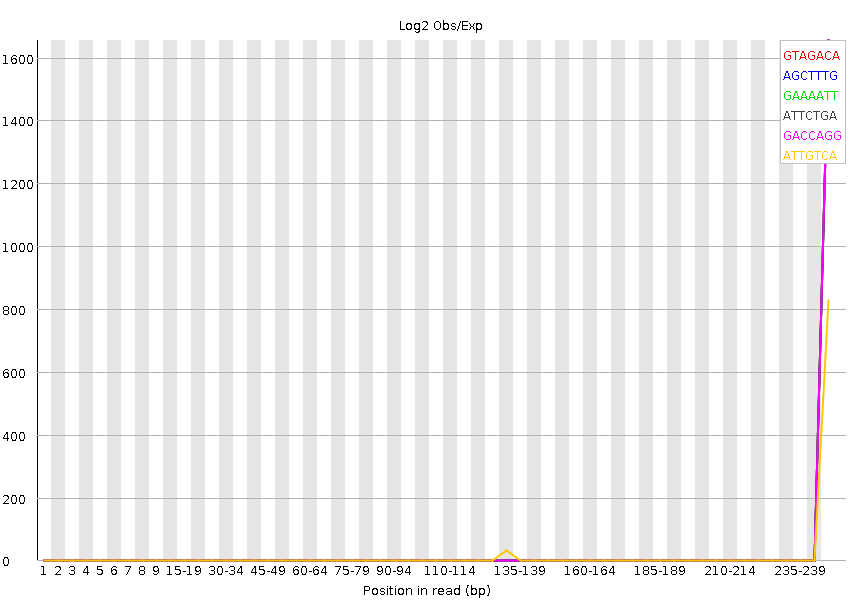 Log2 Obs/Exp
1600
1400
1200
1000
800
600
400
200
0
GTAGACA
AGCTTTG
GAAAATT
ATTCTGA
GACCAGG
ATTGTCA
1 2 3 4 5 6 7 8 9 15-19 30-34 45-49 60-64 75-79 90-94 110-114 135-139 160-164 185-189 210-214 235-239
Position in read (bp)